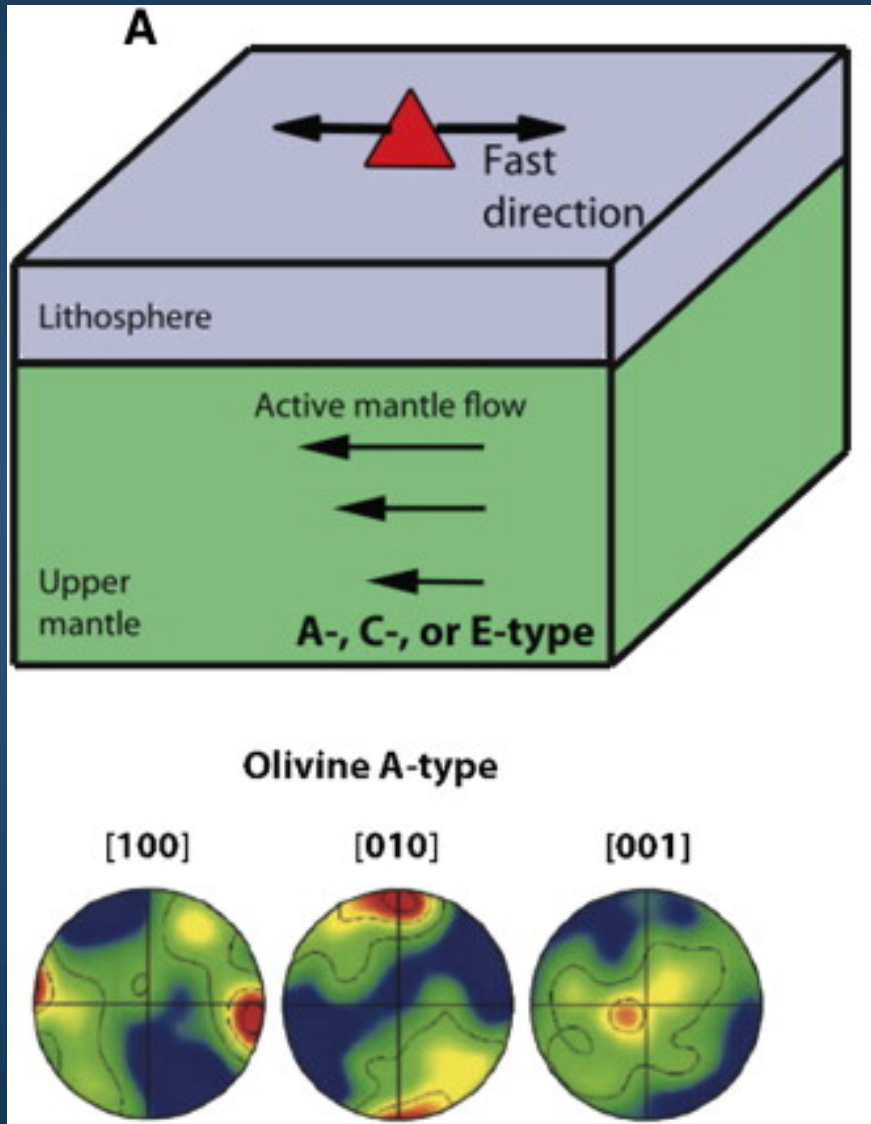 A
Fast
direction
Lithosphere
Active mantle flow
Upper
mantle
A-, C-, or E-type
Olivine A-type
[100] [010] [001]